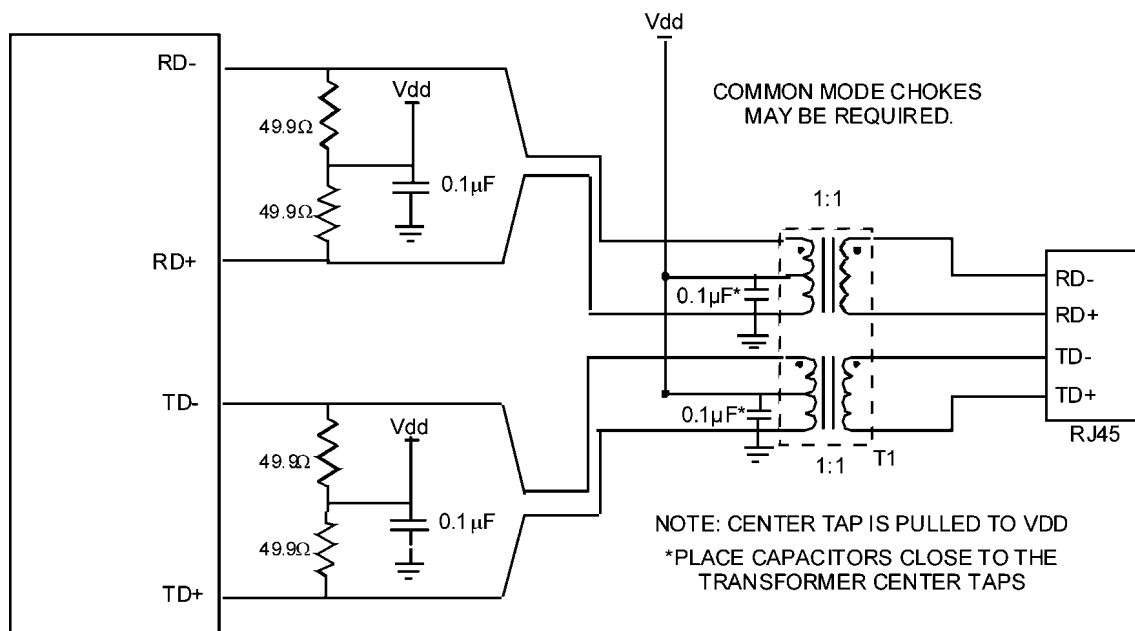 Vdd
RD-
49.9Ω
Vdd
0.1µF
49.9Ω
RD+
COMMON MODE CHOKES
MAY BE REQUIRED.
1:1
0.1µF*
RD-
RD+
TD-
TD+
RJ45
0.1µF*
1:1
T1
TD-
49.9Ω
Vdd
0.1µF
49.9Ω
TD+
NOTE: CENTER TAP IS PULLED TO VDD
*PLACE CAPACITORS CLOSE TO THE
TRANSFORMER CENTER TAPS